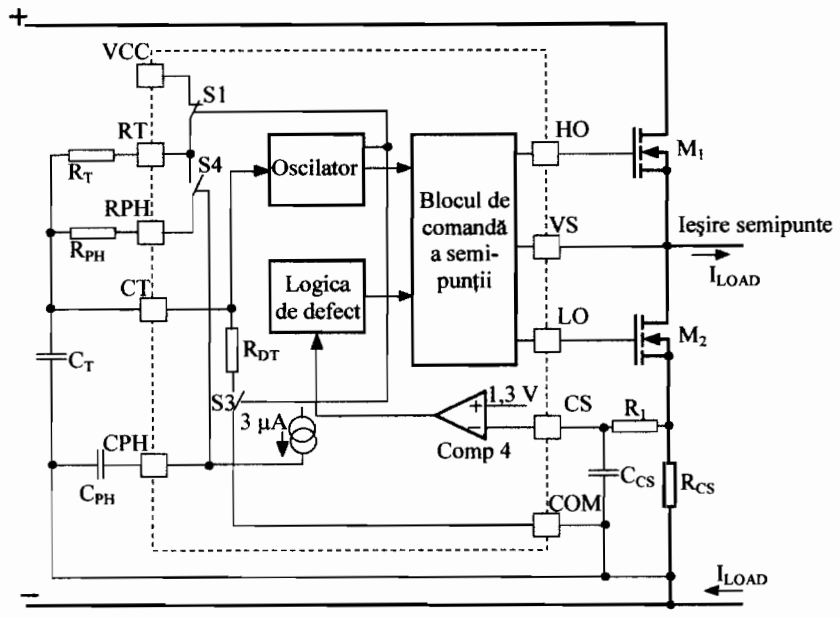 +
VCC
S1
RT
R_T
S4
RPH
R_PH
CT
C_T
Oscilator
Logica
de defect
Blocul de
comandă
a semi-
punții
HO
M_1
VS
Ieșire semipunte
I_LOAD
LO
M_2
R_DT
S3
3 μA
+
−
1,3 V
Comp 4
CS
R_1
C_CS
R_CS
CPH
C_PH
COM
I_LOAD
−